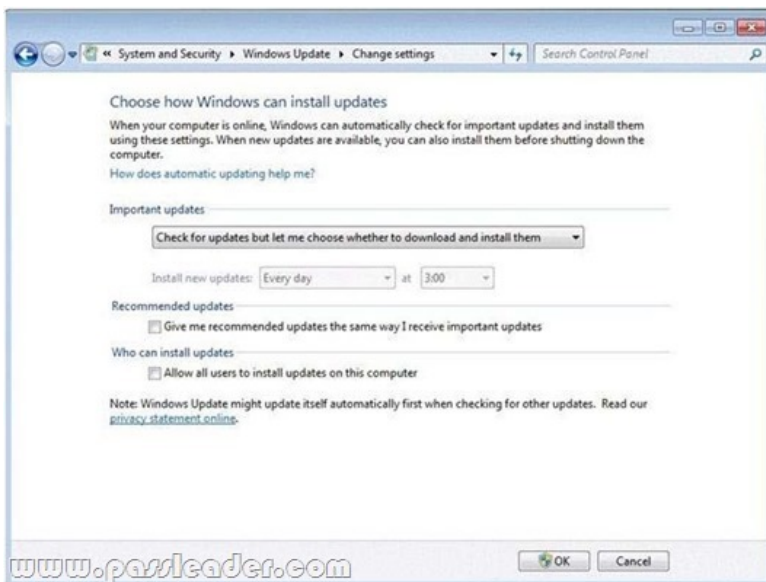 « System and Security ▸ Windows Update ▸ Change settings
Search Control Panel
Choose how Windows can install updates
When your computer is online, Windows can automatically check for important updates and install them
using these settings. When new updates are available, you can also install them before shutting down the
computer.
How does automatic updating help me?
Important updates
Check for updates but let me choose whether to download and install them
Install new updates: Every day at 3:00
Recommended updates
Give me recommended updates the same way I receive important updates
Who can install updates
Allow all users to install updates on this computer
Note: Windows Update might update itself automatically first when checking for other updates. Read our
privacy statement online.
OK Cancel
www.passleader.com